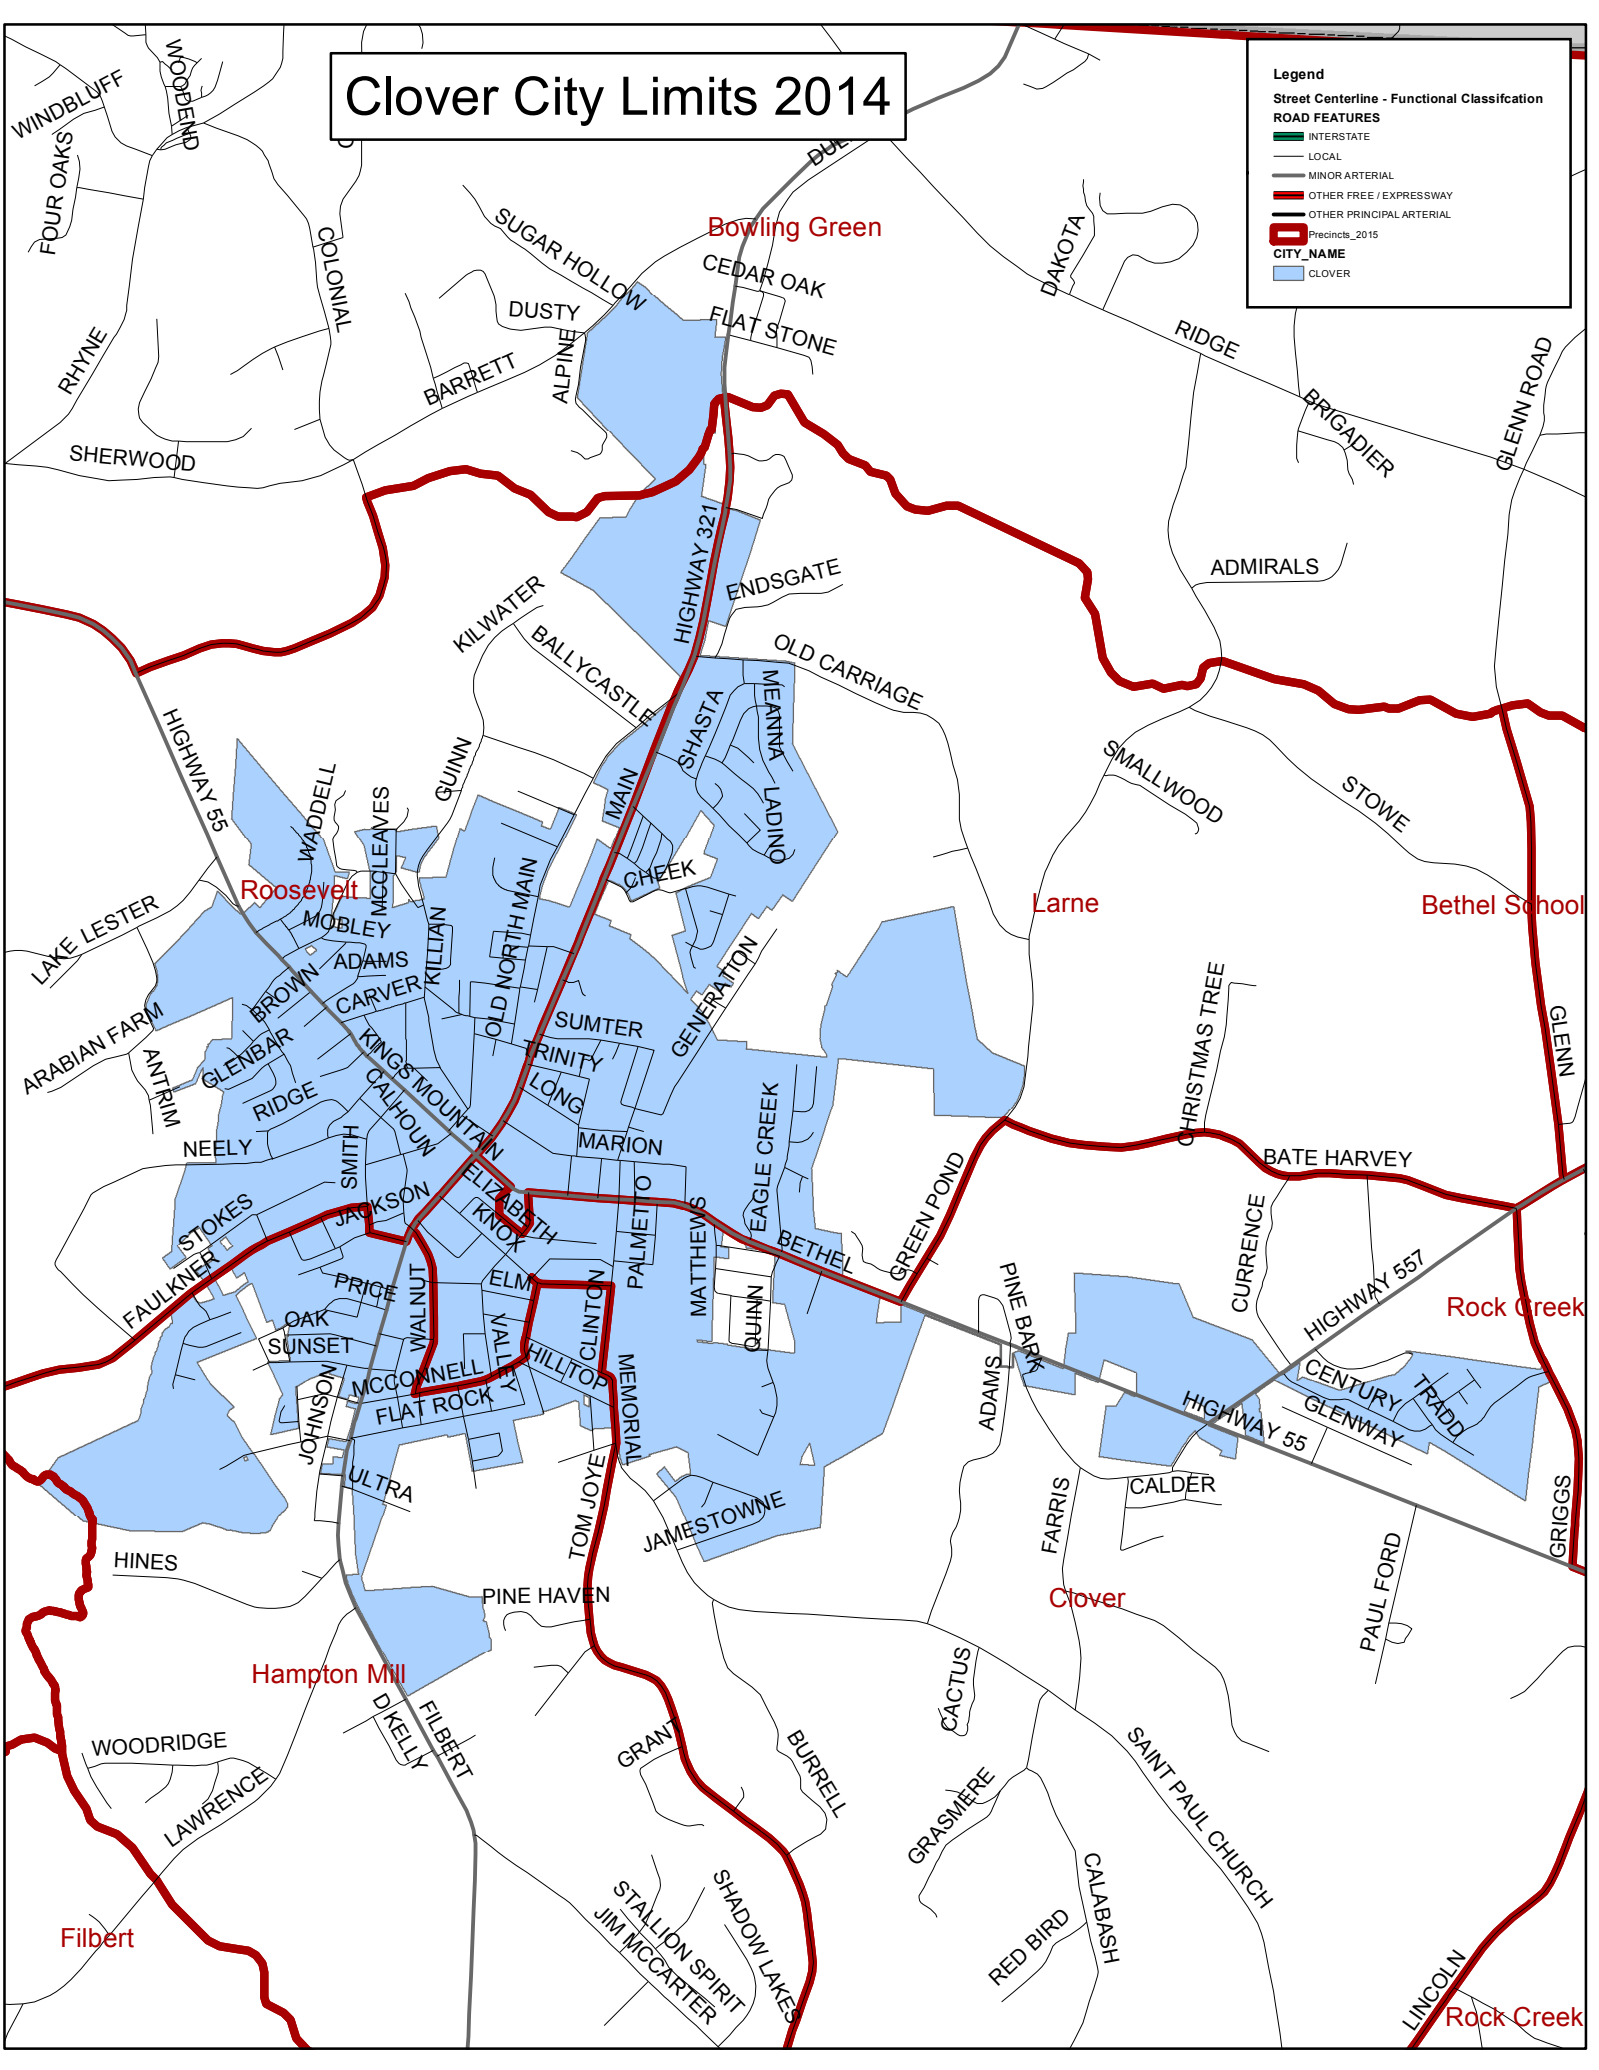 Clover City Limits 2014
Legend
Street Centerline - Functional Classifcation
ROAD FEATURES
INTERSTATE
LOCAL
MINOR ARTERIAL
OTHER FREE / EXPRESSWAY
OTHER PRINCIPAL ARTERIAL
Precincts_2015
CITY_NAME
CLOVER
WINDBLUFF
WOODEND
FOUR OAKS
COLONIAL
RHYNE
SHERWOOD
SUGAR HOLLOW
DUSTY
ALPINE
BARRETT
Bowling Green
CEDAR OAK
FLAT STONE
DAKOTA
RIDGE
BRIGADIER
GLENN ROAD
ADMIRALS
HIGHWAY 321
ENDSGATE
KILWATER
BALLYCASTLE
OLD CARRIAGE
MEANNA
SHASTA
LADINO
MAIN
CHEEK
SMALLWOOD
STOWE
HIGHWAY 55
GUINN
WADDELL
MCCLEAVES
Roosevelt
MOBLEY
ADAMS
KILLIAN
OLD NORTH MAIN
Larne
Bethel School
LAKE LESTER
BROWN
CARVER
GENERATION
CHRISTMAS TREE
GLENN
ARABIAN FARM
ANTRIM
GLENBAR
KINGS MOUNTAIN
SUMTER
TRINITY
LONG
RIDGE
CALHOUN
MARION
EAGLE CREEK
NEELY
SMITH
BATE HARVEY
GREEN POND
STOKES
JACKSON
ELIZABETH
KNOX
PALMETTO
MATTHEWS
BETHEL
CURRENCE
FAULKNER
PRICE
WALNUT
ELM
CLINTON
QUINN
PINE BARK
HIGHWAY 557
Rock Creek
OAK
SUNSET
VALLEY
HILLTOP
JOHNSON
MCCONNELL
FLAT ROCK
MEMORIAL
ADAMS
CENTURY
TRADD
GLENWAY
HIGHWAY 55
ULTRA
TOM JOYE
JAMESTOWNE
FARRIS
CALDER
GRIGGS
HINES
PINE HAVEN
Clover
PAUL FORD
Hampton Mill
D KELLY
FILBERT
CACTUS
WOODRIDGE
LAWRENCE
GRANT
BURRELL
SAINT PAUL CHURCH
GRASMERE
CALABASH
STALLION SPIRIT
JIM MCCARTER
SHADOW LAKES
RED BIRD
Filbert
LINCOLN
Rock Creek